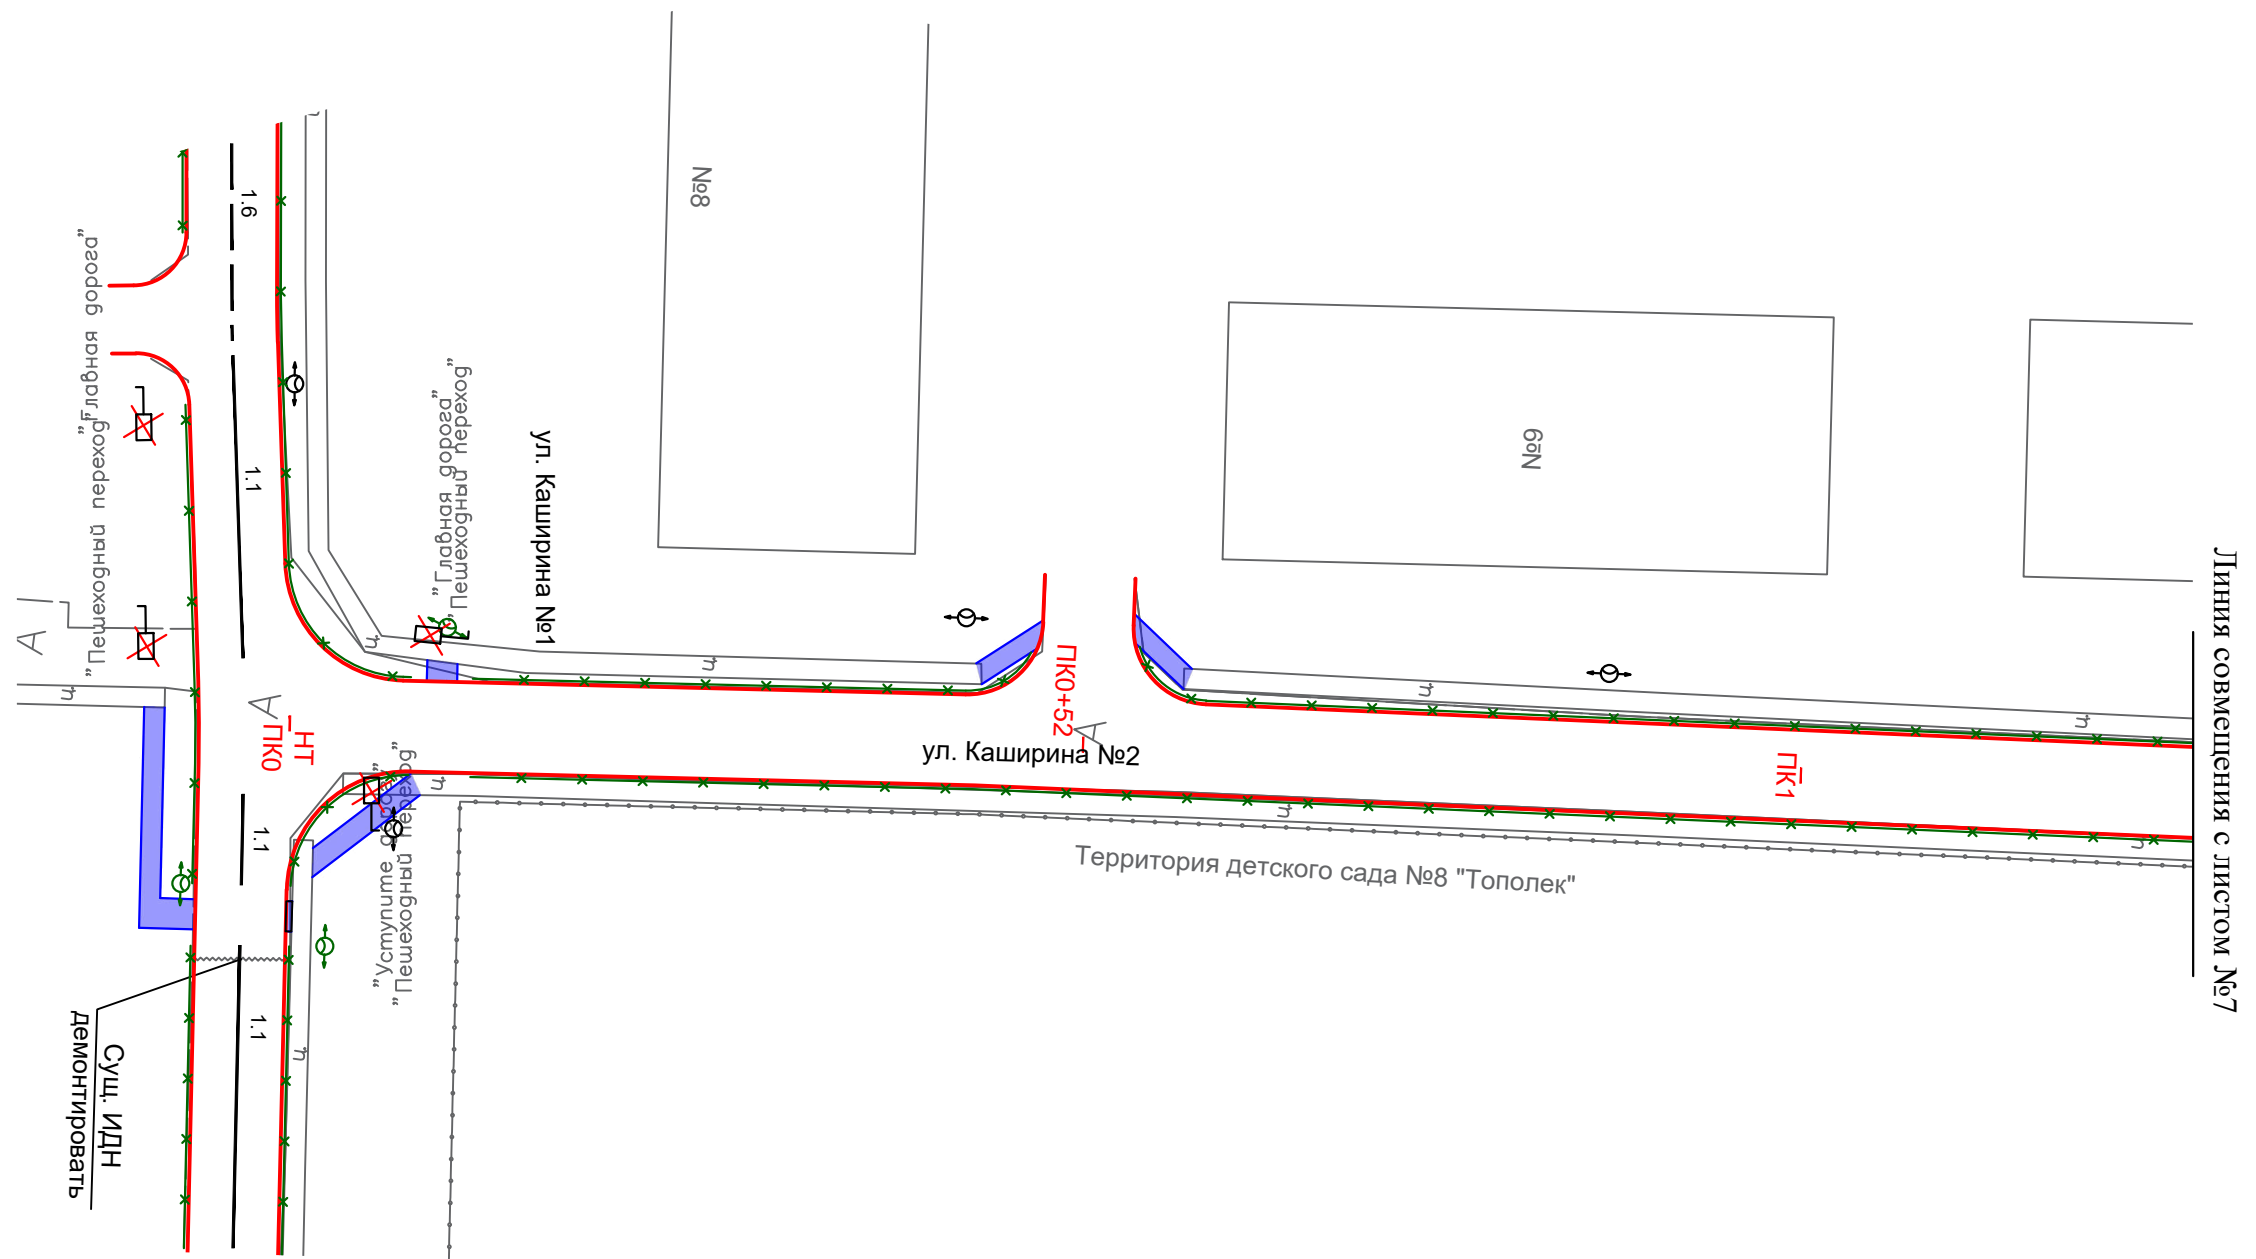 1.6
№8
"Главная дорога"
"Пешеходный переход"
"Главная дорога"
"Пешеходный переход"
ул. Каширина №1
№9
1.1
Линия совмещения с листом №7
ц
ц
ц
ц
ц
А
А
А
НТ
ПК0
ПК0+52
ул. Каширина №2
ПК1
ц
ц
ц
ц
"Уступите дорогу"
"Пешеходный переход"
Территория детского сада №8 "Тополек"
1.1
1.1
Сущ. ИДН
демонтировать